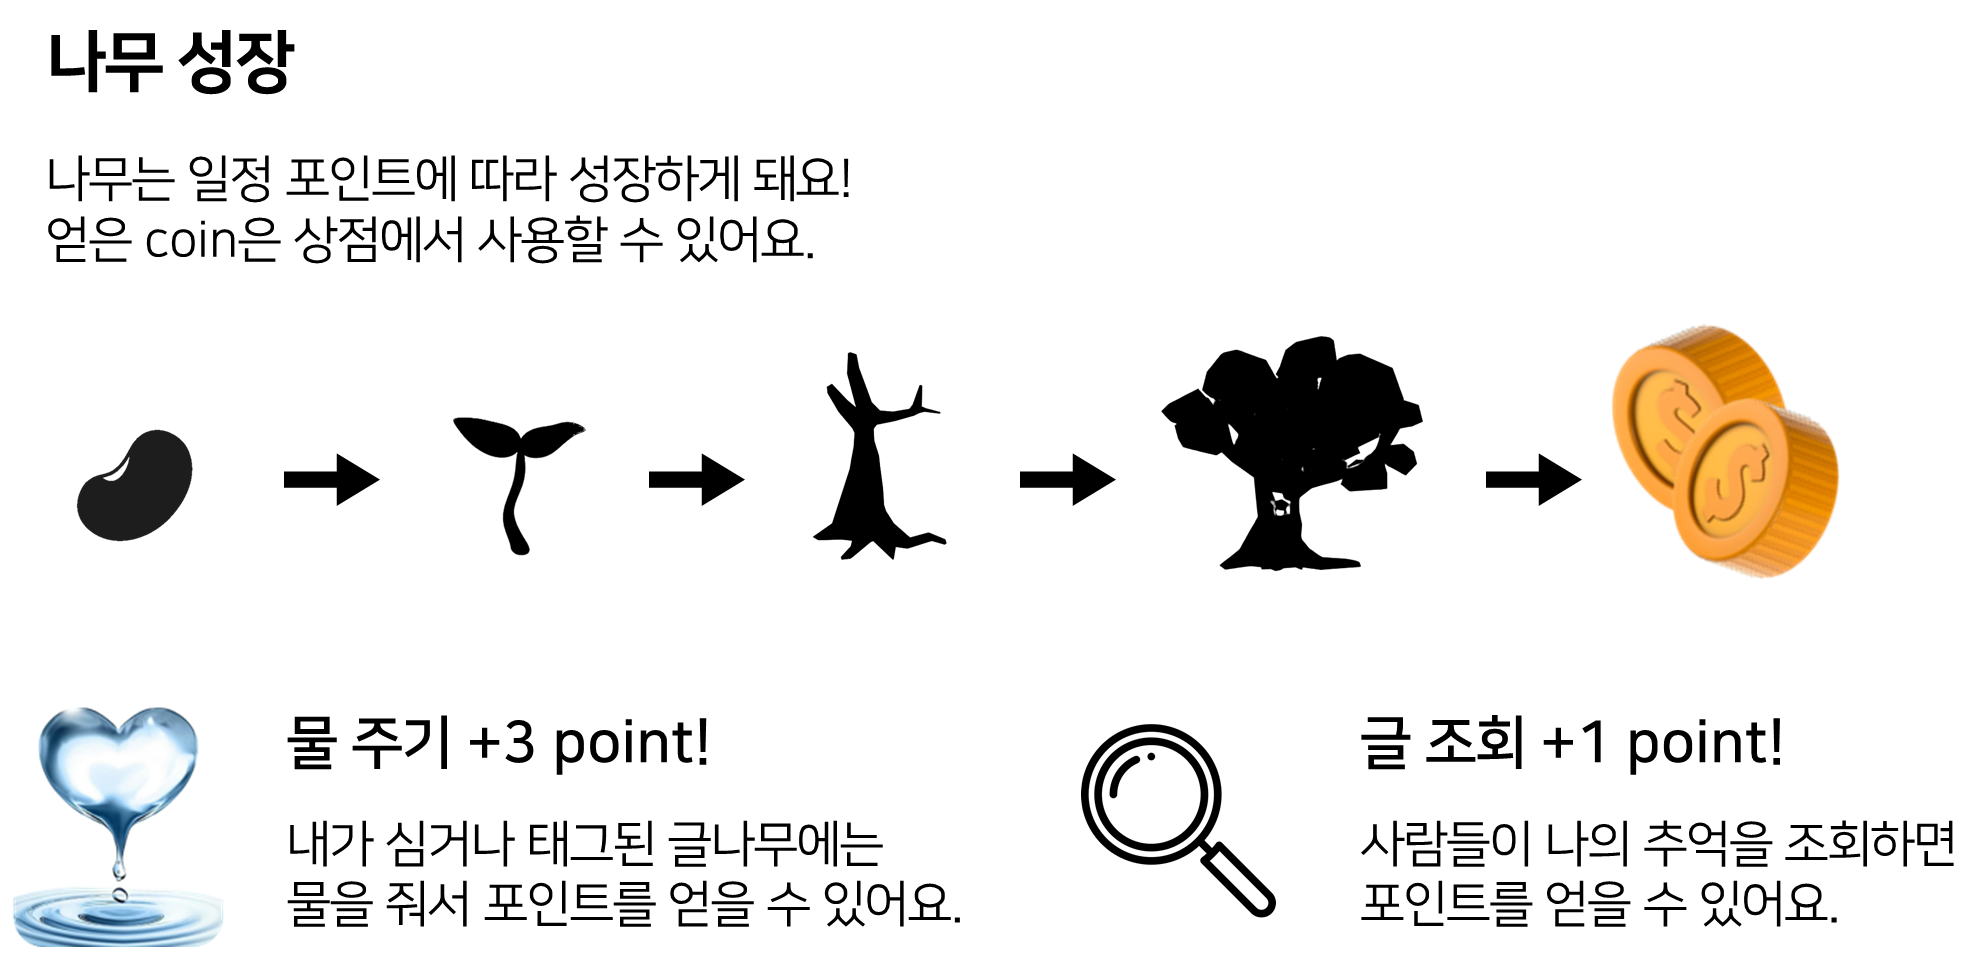 나무 성장
나무는 일정 포인트에 따라 성장하게 돼요!
얻은 coin은 상점에서 사용할 수 있어요.
물 주기 +3 point!
내가 심거나 태그된 글나무에는
물을 줘서 포인트를 얻을 수 있어요.
글 조회 +1 point!
사람들이 나의 추억을 조회하면
포인트를 얻을 수 있어요.